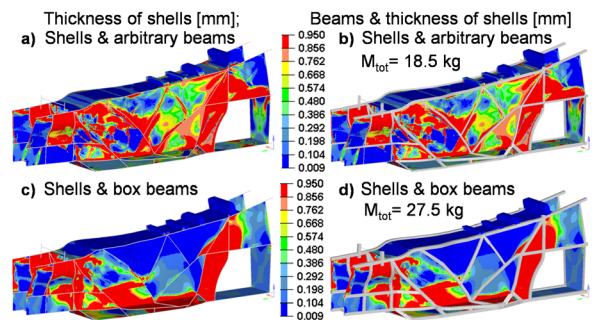 Thickness of shells [mm];
Beams & thickness of shells [mm]
a) Shells & arbitrary beams
b) Shells & arbitrary beams
Mtot= 18.5 kg
0.950
0.856
0.762
0.668
0.574
0.480
0.386
0.292
0.198
0.104
0.009
c) Shells & box beams
d) Shells & box beams
Mtot= 27.5 kg
0.950
0.856
0.762
0.668
0.574
0.480
0.386
0.292
0.198
0.104
0.009